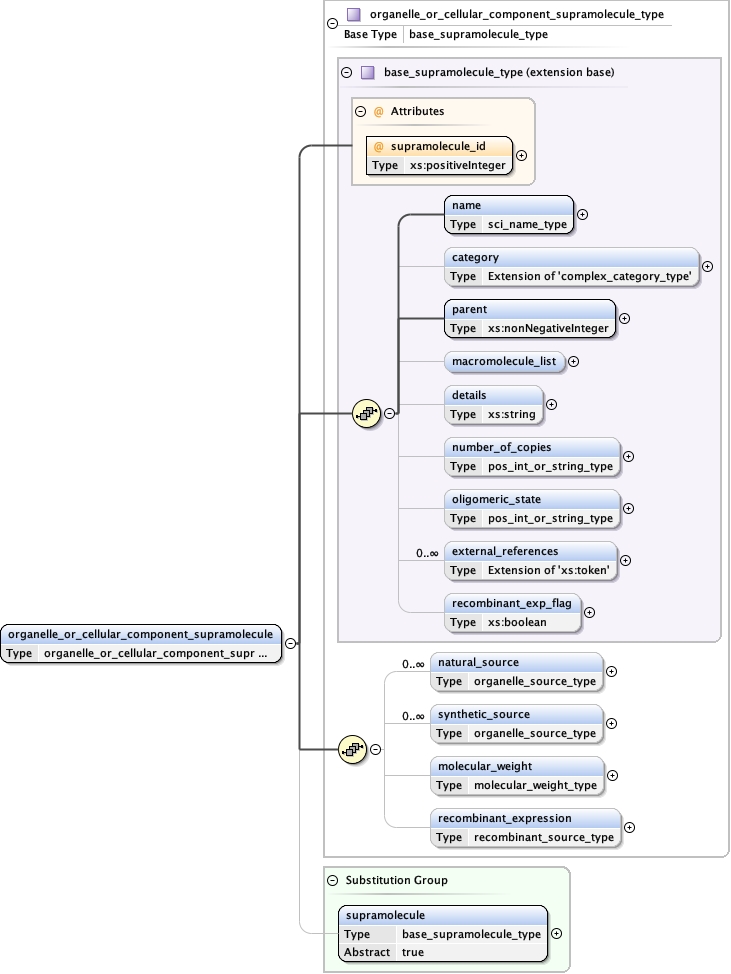 organelle_or_cellular_component_supramolecule_type
Base Type base_supramolecule_type
base_supramolecule_type (extension base)
@ Attributes
@ supramolecule_id
Type xs:positiveInteger
name
Type sci_name_type
category
Type Extension of 'complex_category_type'
parent
Type xs:nonNegativeInteger
macromolecule_list
details
Type xs:string
number_of_copies
Type pos_int_or_string_type
oligomeric_state
Type pos_int_or_string_type
0..∞ external_references
Type Extension of 'xs:token'
recombinant_exp_flag
Type xs:boolean
organelle_or_cellular_component_supramolecule
Type organelle_or_cellular_component_supr ...
0..∞ natural_source
Type organelle_source_type
0..∞ synthetic_source
Type organelle_source_type
molecular_weight
Type molecular_weight_type
recombinant_expression
Type recombinant_source_type
Substitution Group
supramolecule
Type base_supramolecule_type
Abstract true